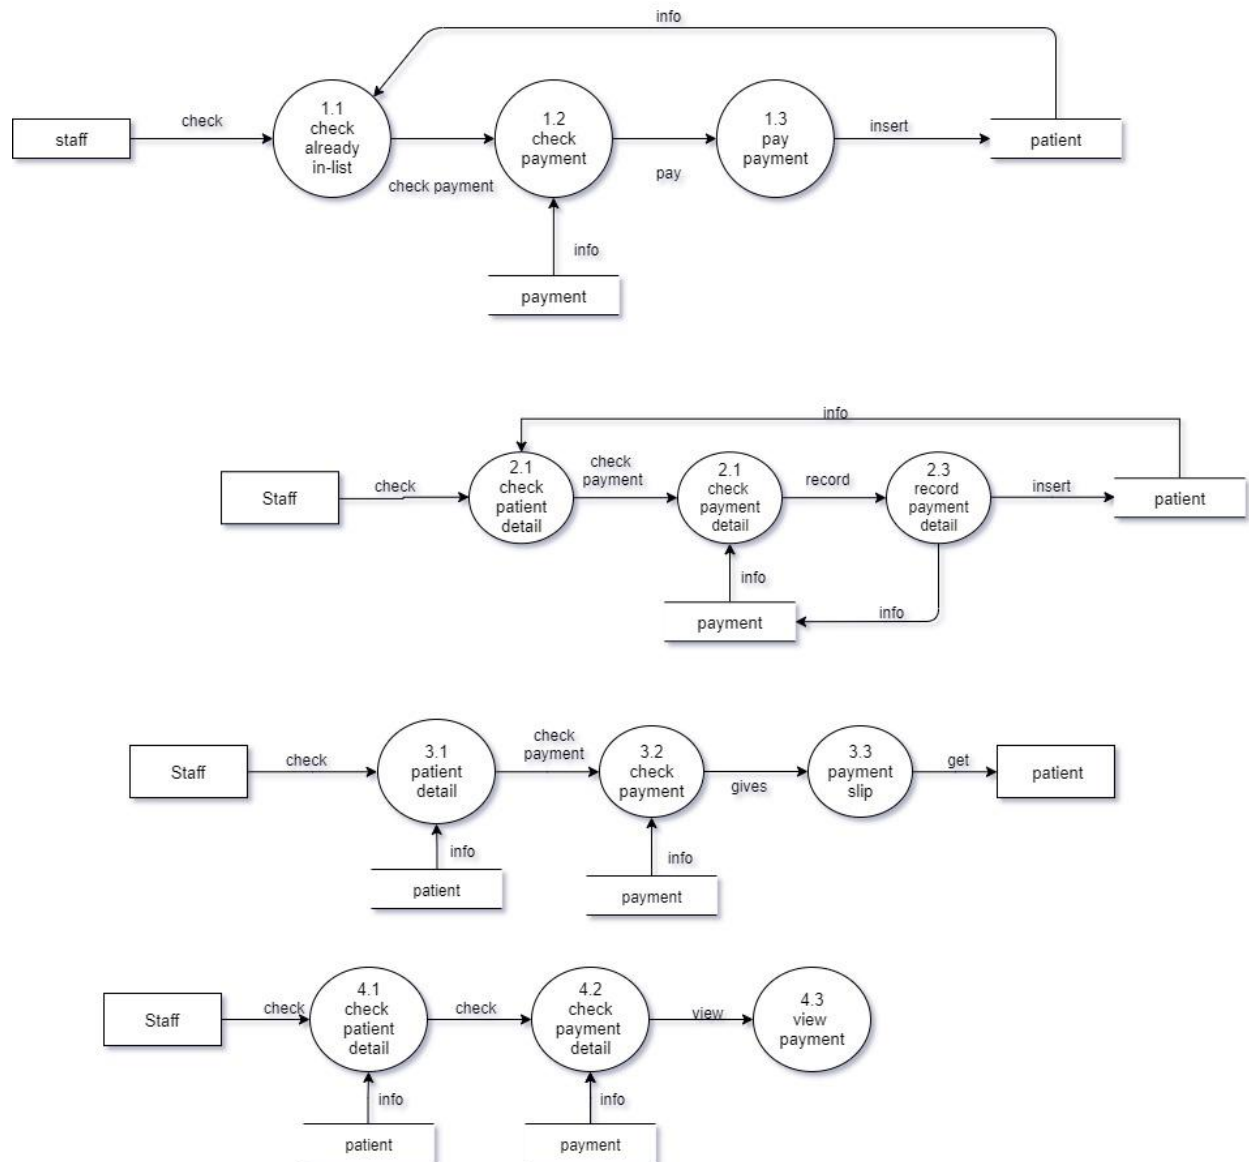 info
staff
check
1.1
check
already
in-list
check payment
1.2
check
payment
pay
1.3
pay
payment
insert
patient
info
payment
info
Staff
check
2.1
check
patient
detail
check
payment
2.1
check
payment
detail
record
2.3
record
payment
detail
insert
patient
info
payment
info
Staff
check
3.1
patient
detail
check
payment
3.2
check
payment
gives
3.3
payment
slip
get
patient
info
patient
info
payment
Staff
check
4.1
check
patient
detail
check
4.2
check
payment
detail
view
4.3
view
payment
info
patient
info
payment